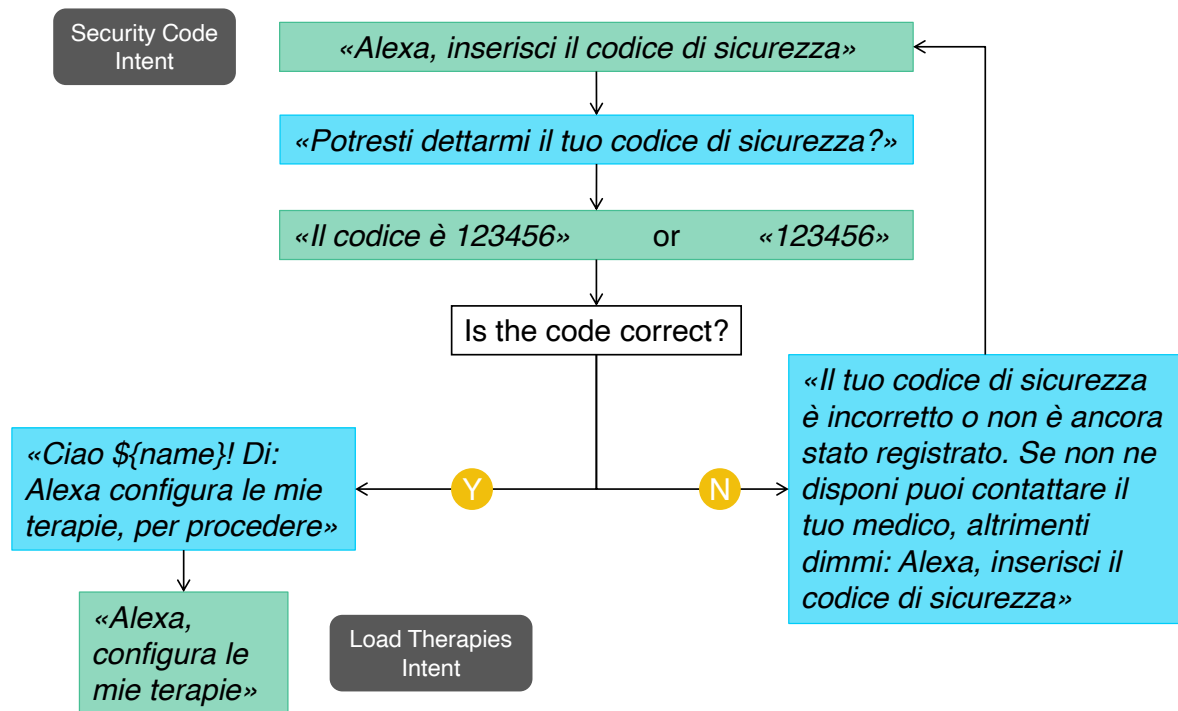 Security Code
Intent
«Alexa, inserisci il codice di sicurezza»
«Potresti dettarmi il tuo codice di sicurezza?»
«Il codice è 123456» or «123456»
Is the code correct?
Y
N
«Ciao ${name}! Di:
Alexa configura le mie
terapie, per procedere»
«Il tuo codice di sicurezza
è incorretto o non è ancora
stato registrato. Se non ne
disponi puoi contattare il
tuo medico, altrimenti
dimmi: Alexa, inserisci il
codice di sicurezza»
«Alexa,
configura le
mie terapie»
Load Therapies
Intent